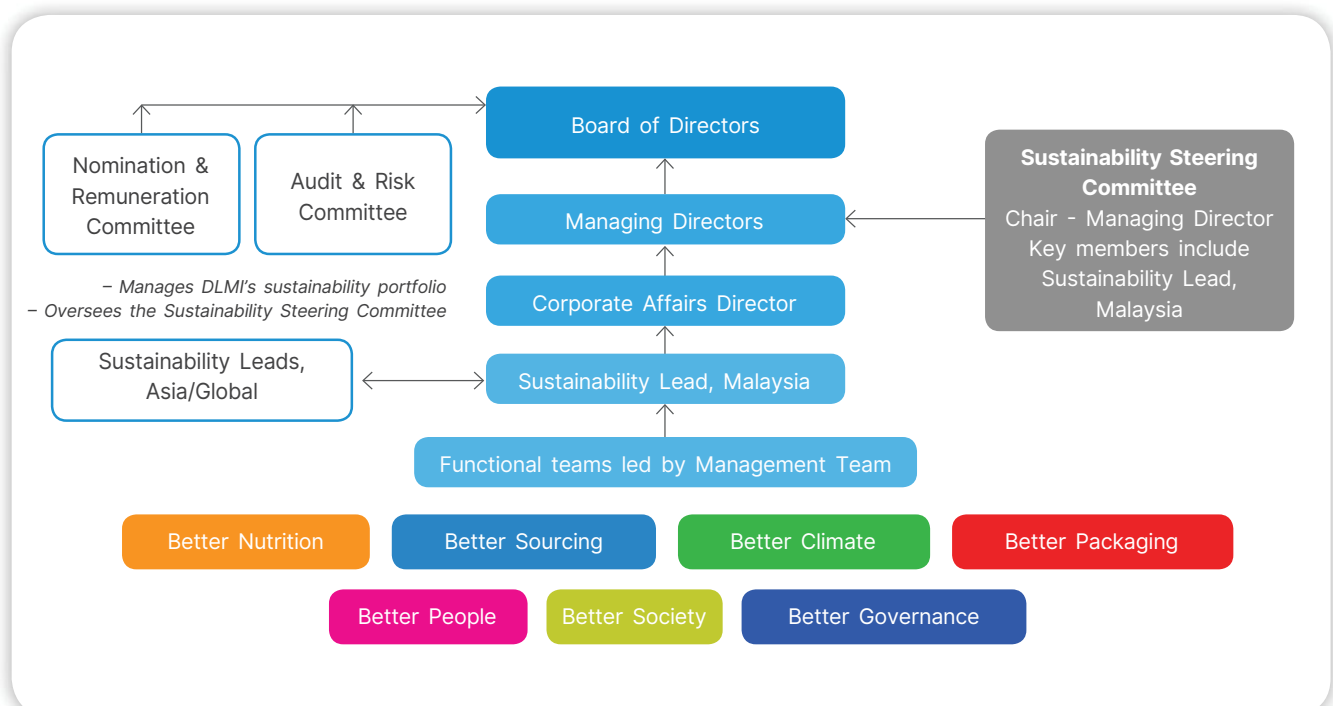 Board of Directors
Nomination &
Remuneration
Committee
Audit & Risk
Committee
Managing Directors
Sustainability Steering
Committee
Chair - Managing Director
Key members include
Sustainability Lead,
Malaysia
– Manages DLMI's sustainability portfolio
– Oversees the Sustainability Steering Committee
Corporate Affairs Director
Sustainability Leads,
Asia/Global
Sustainability Lead, Malaysia
Functional teams led by Management Team
Better Nutrition
Better Sourcing
Better Climate
Better Packaging
Better People
Better Society
Better Governance